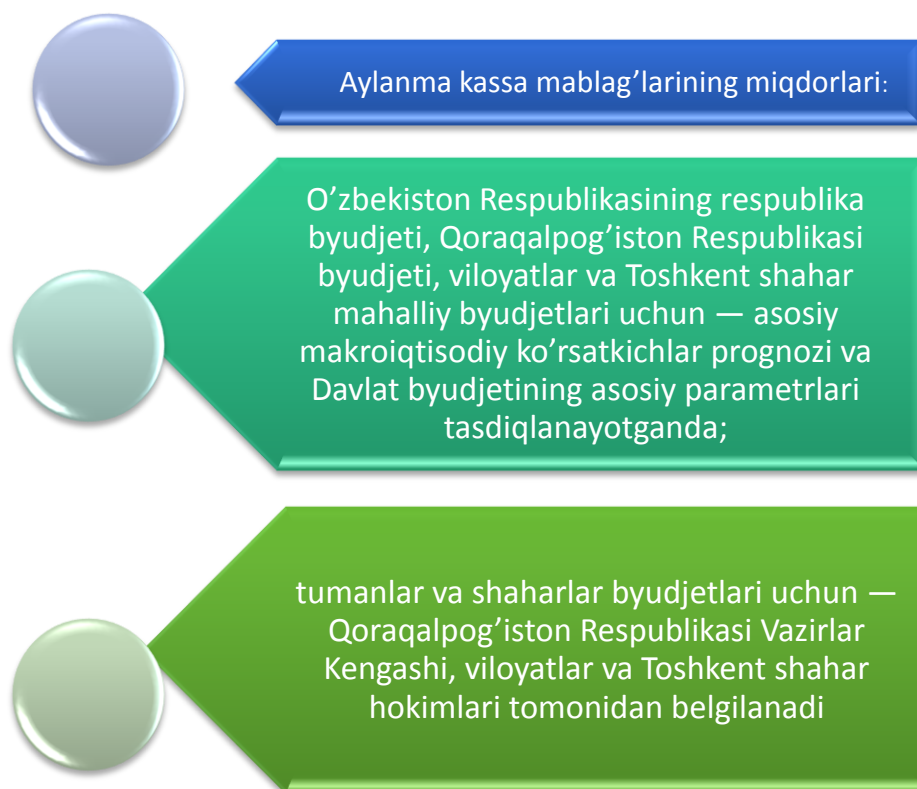 Aylanma kassa mablag’larining miqdorlari:
O’zbekiston Respublikasining respublika
byudjeti, Qoraqalpog’iston Respublikasi
byudjeti, viloyatlar va Toshkent shahar
mahalliy byudjetlari uchun — asosiy
makroiqtisodiy ko’rsatkichlar prognozi va
Davlat byudjetining asosiy parametrlari
tasdiqlanayotganda;
tumanlar va shaharlar byudjetlari uchun —
Qoraqalpog’iston Respublikasi Vazirlar
Kengashi, viloyatlar va Toshkent shahar
hokimlari tomonidan belgilanadi